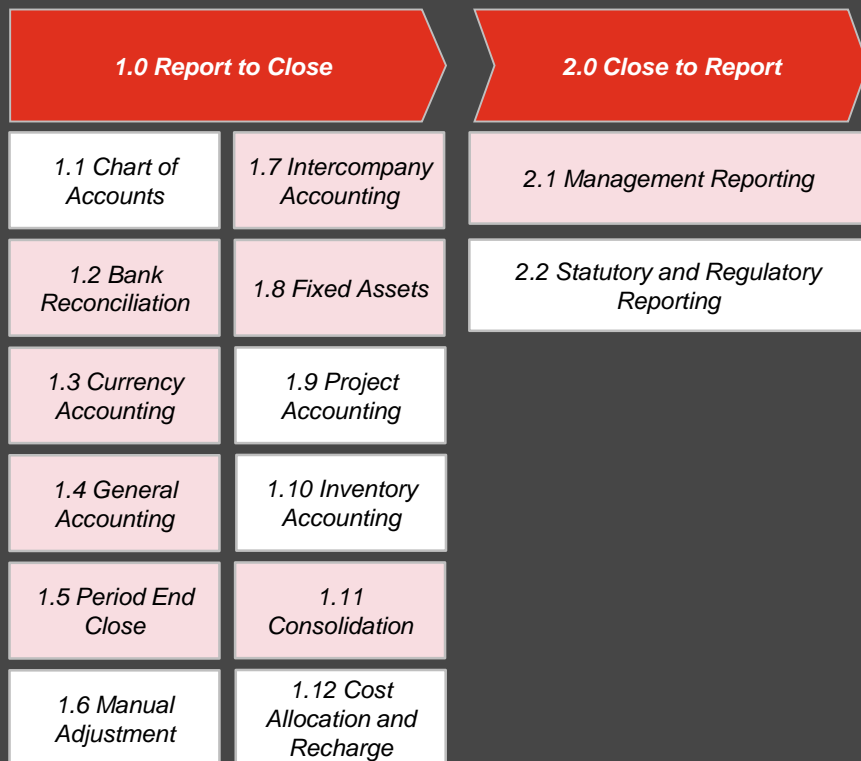 1.0 Report to Close
2.0 Close to Report
1.1 Chart of
Accounts
1.7 Intercompany
Accounting
2.1 Management Reporting
1.2 Bank
Reconciliation
1.8 Fixed Assets
2.2 Statutory and Regulatory
Reporting
1.3 Currency
Accounting
1.9 Project
Accounting
1.4 General
Accounting
1.10 Inventory
Accounting
1.5 Period End
Close
1.11
Consolidation
1.6 Manual
Adjustment
1.12 Cost
Allocation and
Recharge